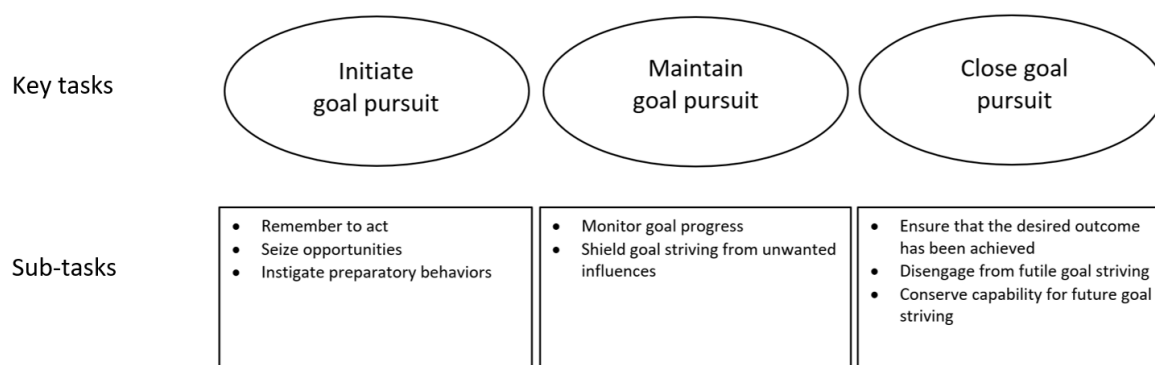 Key tasks
Initiate
goal pursuit
Maintain
goal pursuit
Close goal
pursuit
Sub-tasks
• Remember to act
• Seize opportunities
• Instigate preparatory behaviors
• Monitor goal progress
• Shield goal striving from unwanted
influences
• Ensure that the desired outcome
has been achieved
• Disengage from futile goal striving
• Conserve capability for future goal
striving